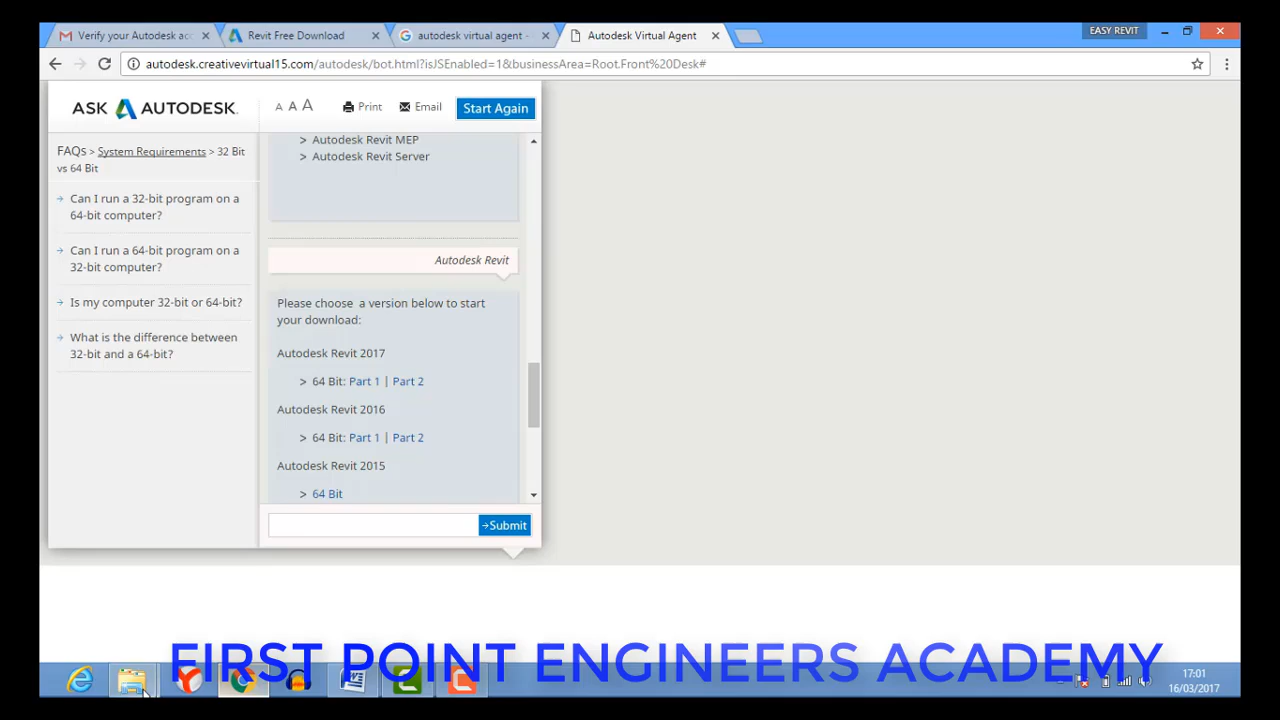 Verify your Autodesk acc
Revit Free Download
autodesk virtual agent -
Autodesk Virtual Agent
EASY REVIT
autodesk.creativevirtual15.com/autodesk/bot.html?isJSEnabled=1&businessArea=Root.Front%20Desk#
ASK AUTODESK.
A A A
Print
Email
Start Again
FAQs > System Requirements > 32 Bit
vs 64 Bit
Can I run a 32-bit program on a
64-bit computer?
Can I run a 64-bit program on a
32-bit computer?
Is my computer 32-bit or 64-bit?
What is the difference between
32-bit and a 64-bit?
> Autodesk Revit MEP
> Autodesk Revit Server
Autodesk Revit
Please choose a version below to start
your download:
Autodesk Revit 2017
> 64 Bit: Part 1 | Part 2
Autodesk Revit 2016
> 64 Bit: Part 1 | Part 2
Autodesk Revit 2015
> 64 Bit
Submit
FIRST POINT ENGINEERS ACADEMY
17:01
16/03/2017